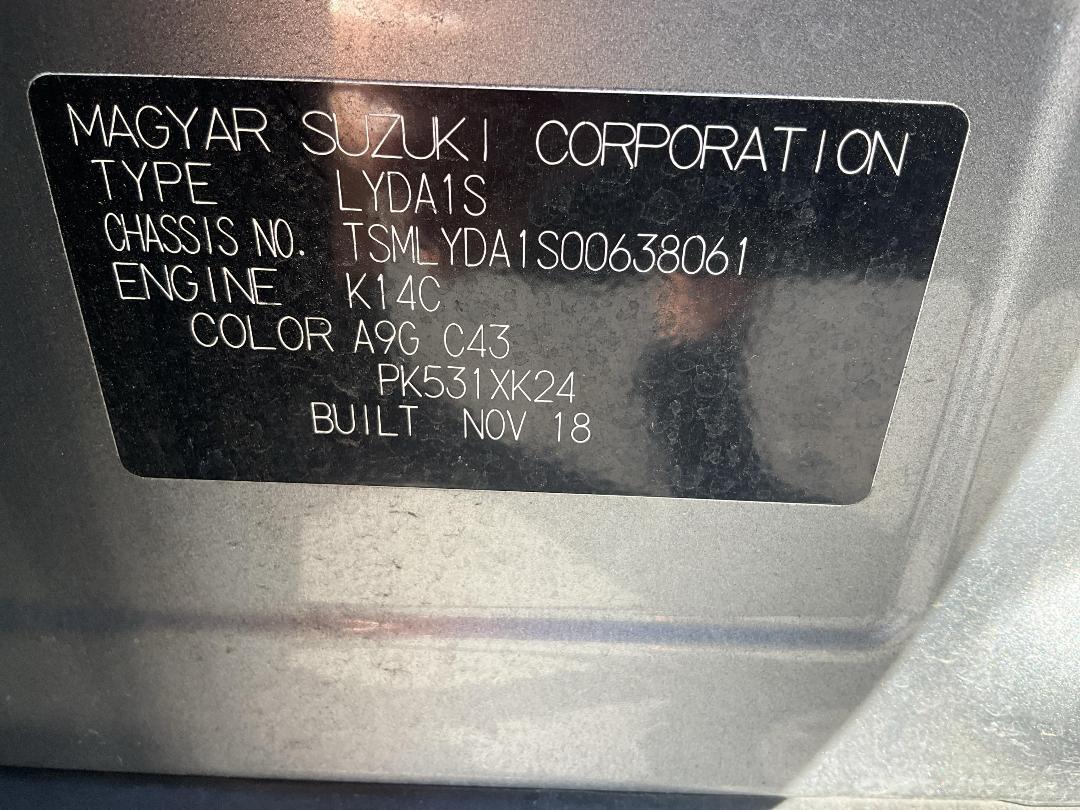 MAGYAR SUZUKI CORPORATION
TYPE LYDA1S
CHASSIS NO. TSMLYDA1S00638061
ENGINE K14C
COLOR A9G C43
PK531XK24
BUILT NOV 18